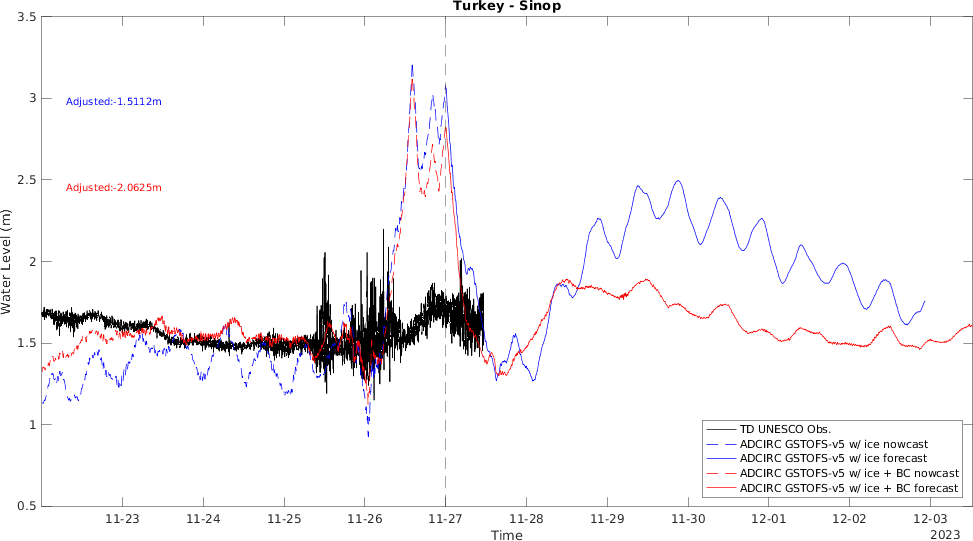 Turkey - Sinop
3.5
3
2.5
2
1.5
1
0.5
Water Level (m)
Adjusted:-1.5112m
Adjusted:-2.0625m
TD UNESCO Obs.
ADCIRC GSTOFS-v5 w/ ice nowcast
ADCIRC GSTOFS-v5 w/ ice forecast
ADCIRC GSTOFS-v5 w/ ice + BC nowcast
ADCIRC GSTOFS-v5 w/ ice + BC forecast
11-23 11-24 11-25 11-26 11-27 11-28 11-29 11-30 12-01 12-02 12-03
Time 2023